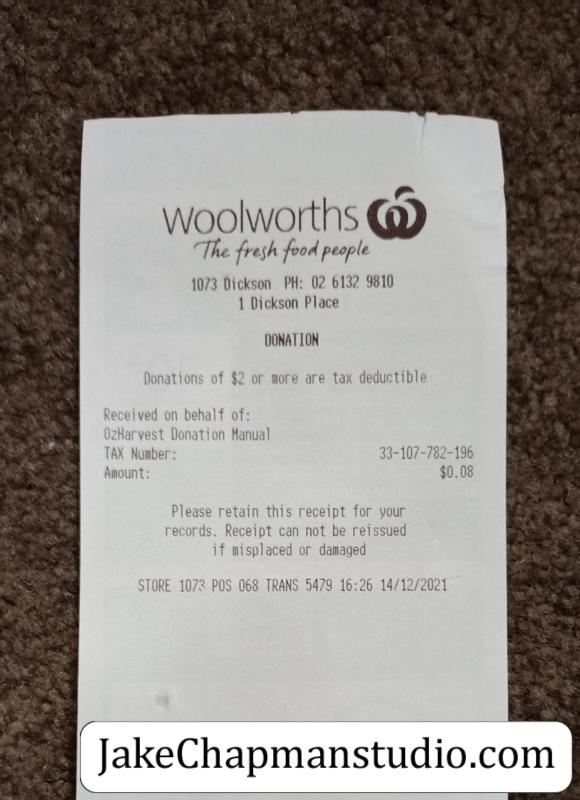 Woolworths
The fresh food people
1073 Dickson PH: 02 6132 9810
1 Dickson Place
DONATION
Donations of $2 or more are tax deductible
Received on behalf of:
OzHarvest Donation Manual
TAX Number: 33-107-782-196
Amount: $0.08
Please retain this receipt for your
records. Receipt can not be reissued
if misplaced or damaged
STORE 1073 POS 068 TRANS 5479 16:26 14/12/2021
JakeChapmanstudio.com